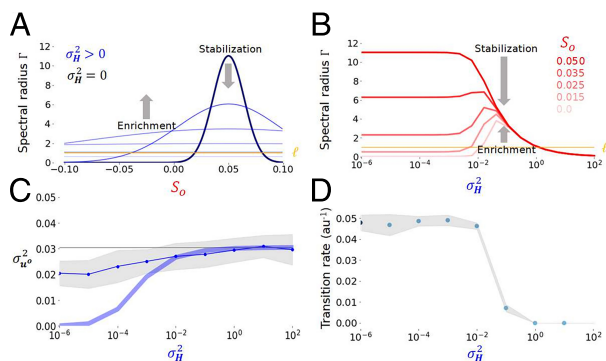 A
σ²_H > 0
σ²_H = 0
Stabilization
Enrichment
Spectral radius Γ
12
10
8
6
4
2
0
ℓ
−0.10 −0.05 0.00 0.05 0.10
S_o
B
Stabilization
Enrichment
Spectral radius Γ
12
10
8
6
4
2
0
S_o
0.050
0.035
0.025
0.015
0.0
ℓ
10⁻⁶ 10⁻⁴ 10⁻² 10⁰ 10²
σ²_H
C
0.05
0.04
0.03
0.02
0.01
0.00
σ²_uº
10⁻⁶ 10⁻⁴ 10⁻² 10⁰ 10²
σ²_H
D
Transition rate (au⁻¹)
0.05
0.04
0.03
0.02
0.01
0.00
10⁻⁶ 10⁻⁴ 10⁻² 10⁰ 10²
σ²_H